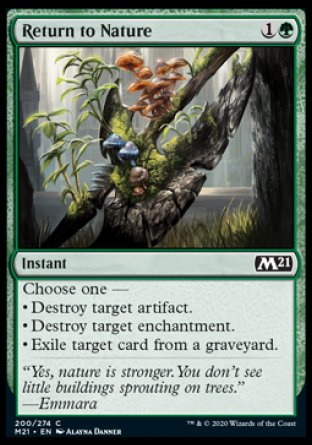 Return to Nature 1
Instant M21
Choose one —
• Destroy target artifact.
• Destroy target enchantment.
• Exile target card from a graveyard.
“Yes, nature is stronger. You don’t see
little buildings sprouting on trees.”
—Emmara
200/274 C
M21 • EN ALAYNA DANNER ™ & © 2020 Wizards of the Coast